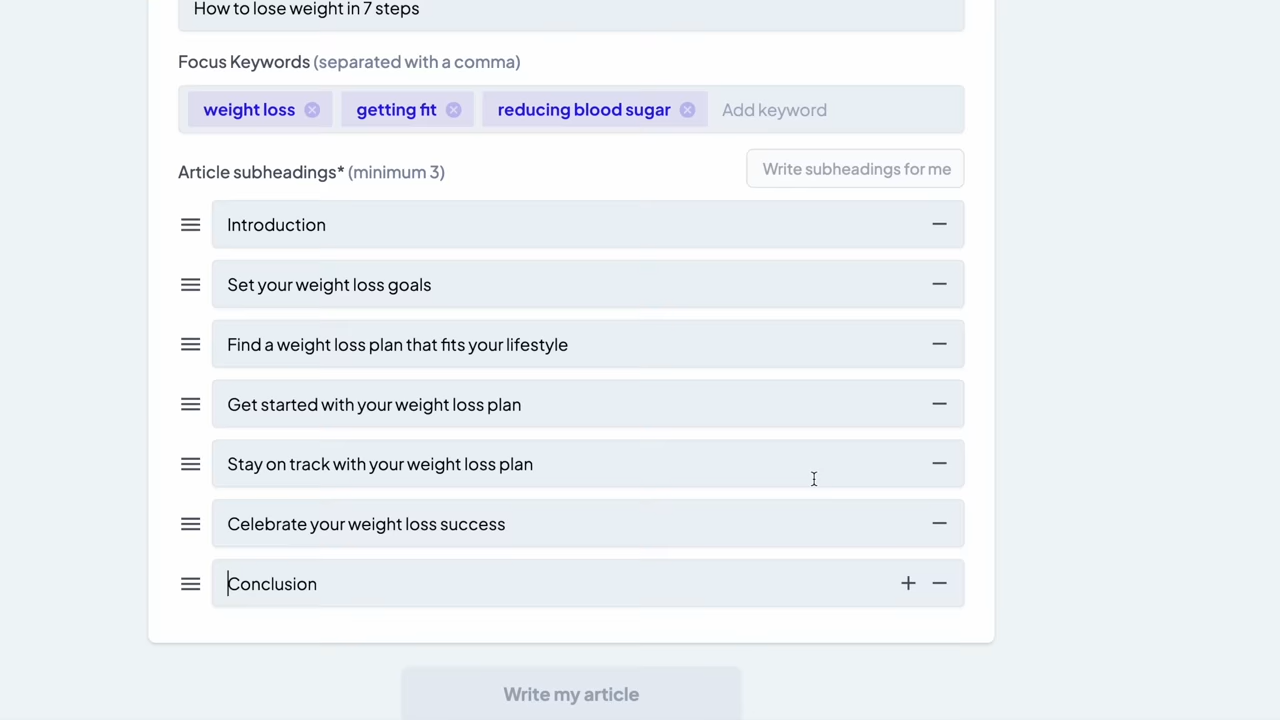 How to lose weight in 7 steps
Focus Keywords (separated with a comma)
weight loss getting fit reducing blood sugar Add keyword
Article subheadings* (minimum 3) Write subheadings for me
Introduction
Set your weight loss goals
Find a weight loss plan that fits your lifestyle
Get started with your weight loss plan
Stay on track with your weight loss plan
Celebrate your weight loss success
Conclusion
Write my article